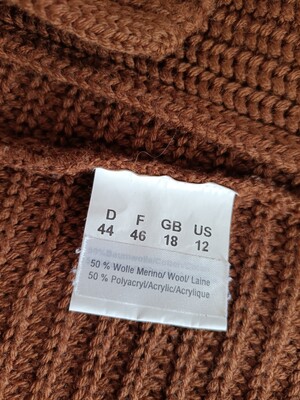 D F GB US
44 46 18 12
50 % Wolle Merino/ Wool/ Laine
50 % Polyacryl/Acrylic/Acrylique